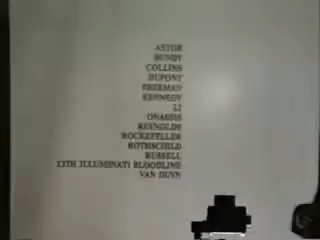 ASTOR
BUNDY
COLLINS
DUPONT
FREEMAN
KENNEDY
LI
ONASSIS
REYNOLDS
ROCKEFELLER
ROTHSCHILD
RUSSELL
13TH ILLUMINATI BLOODLINE
VAN DUYN